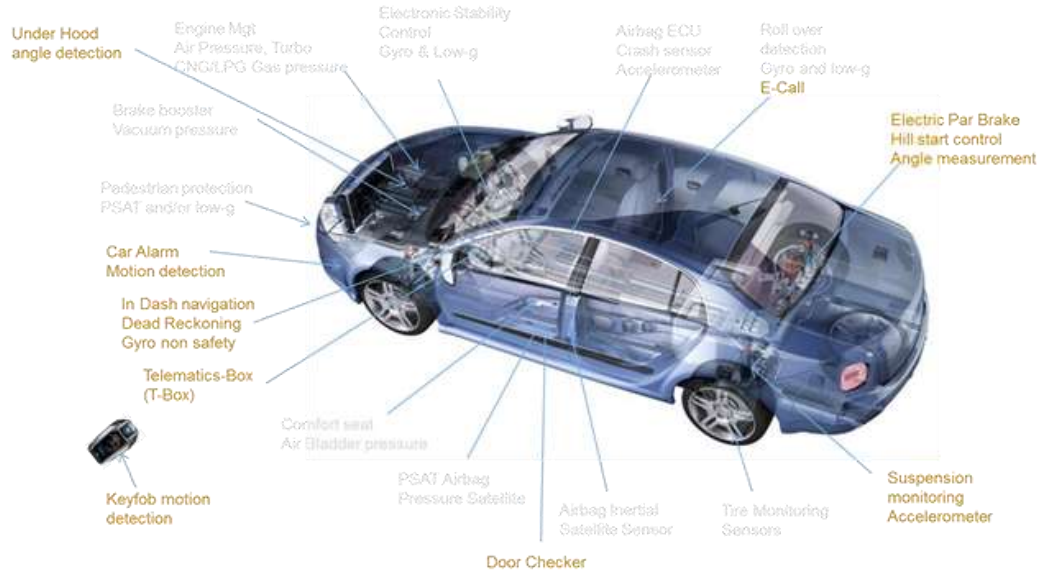 Under Hood
angle detection
Engine Mgt
Air Pressure, Turbo
CNG/LPG Gas pressure
Electronic Stability
Control
Gyro & Low-g
Airbag ECU
Crash sensor
Accelerometer
Roll over
detection
Gyro and low-g
E-Call
Brake booster
Vacuum pressure
Electric Par Brake
Hill start control
Angle measurement
Pedestrian protection
PSAT and/or low-g
Car Alarm
Motion detection
In Dash navigation
Dead Reckoning
Gyro non safety
Telematics-Box
(T-Box)
Comfort seat
Air Bladder pressure
PSAT Airbag
Pressure Satellite
Airbag Inertial
Satellite Sensor
Tire Monitoring
Sensors
Suspension
monitoring
Accelerometer
Keyfob motion
detection
Door Checker